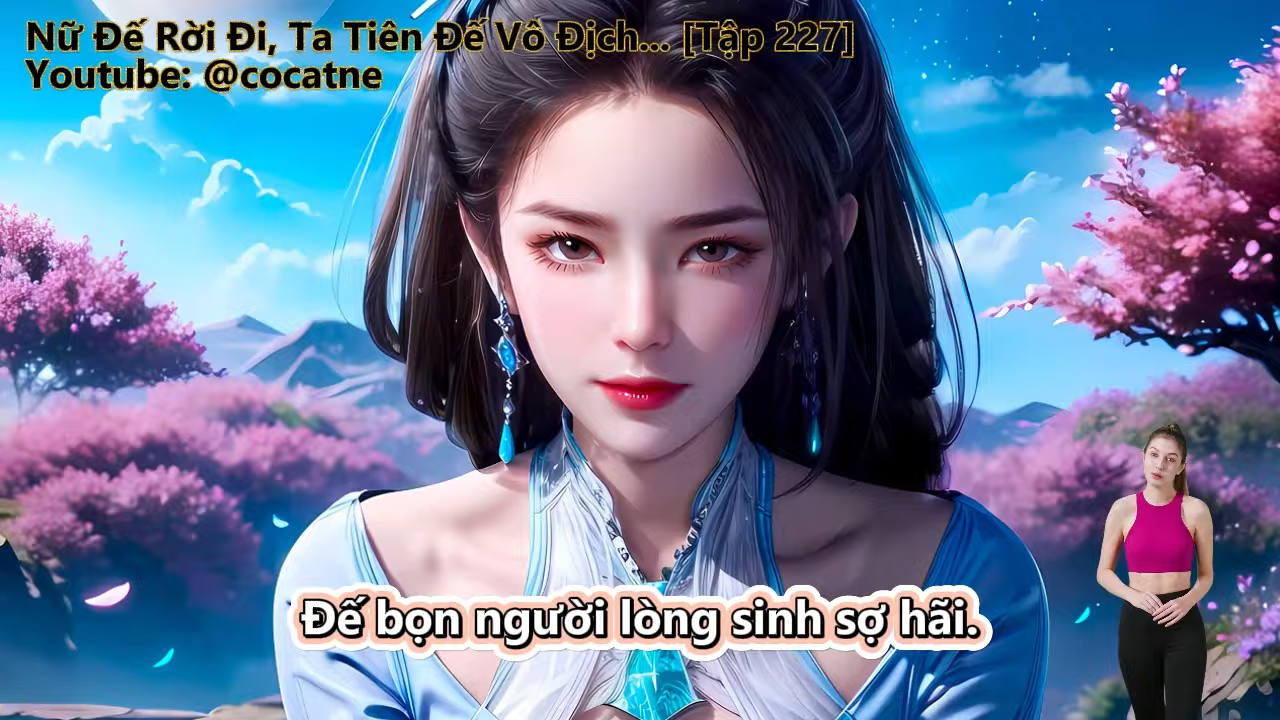 Nữ Đế Rời Đi, Ta Tiên Đế Vô Địch... [Tập 227]
Youtube: @cocatne
Đế bọn người lòng sinh sợ hãi.